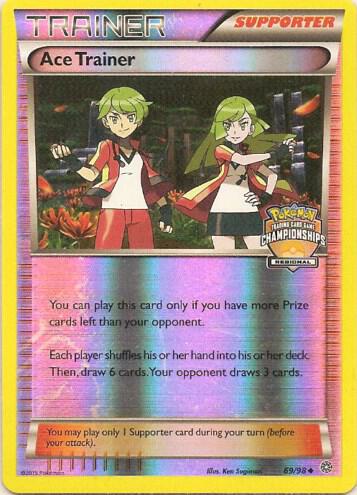 TRAINER SUPPORTER
Ace Trainer
Pokémon
TRADING CARD GAME
CHAMPIONSHIPS
REGIONAL
You can play this card only if you have more Prize
cards left than your opponent.
Each player shuffles his or her hand into his or her deck.
Then, draw 6 cards. Your opponent draws 3 cards.
You may play only 1 Supporter card during your turn (before
your attack).
©2015 Pokémon Illus. Ken Sugimori 69/98